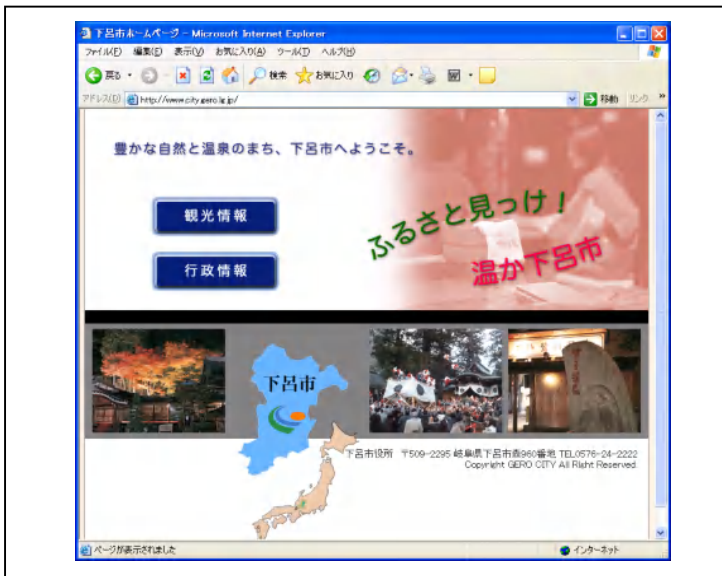 下呂市ホームページ - Microsoft Internet Explorer
ファイル(F) 編集(E) 表示(V) お気に入り(A) ツール(T) ヘルプ(H)
戻る 検索 お気に入り
アドレス(D) http://www.city.gero.lg.jp/ 移動 リンク »
豊かな自然と温泉のまち、下呂市へようこそ。
観光情報
行政情報
ふるさと見っけ!
温か下呂市
下呂市
下呂市役所 〒509-2295 岐阜県下呂市森960番地 TEL0576-24-2222
Copyright GERO CITY All Right Reserved.
ページが表示されました インターネット